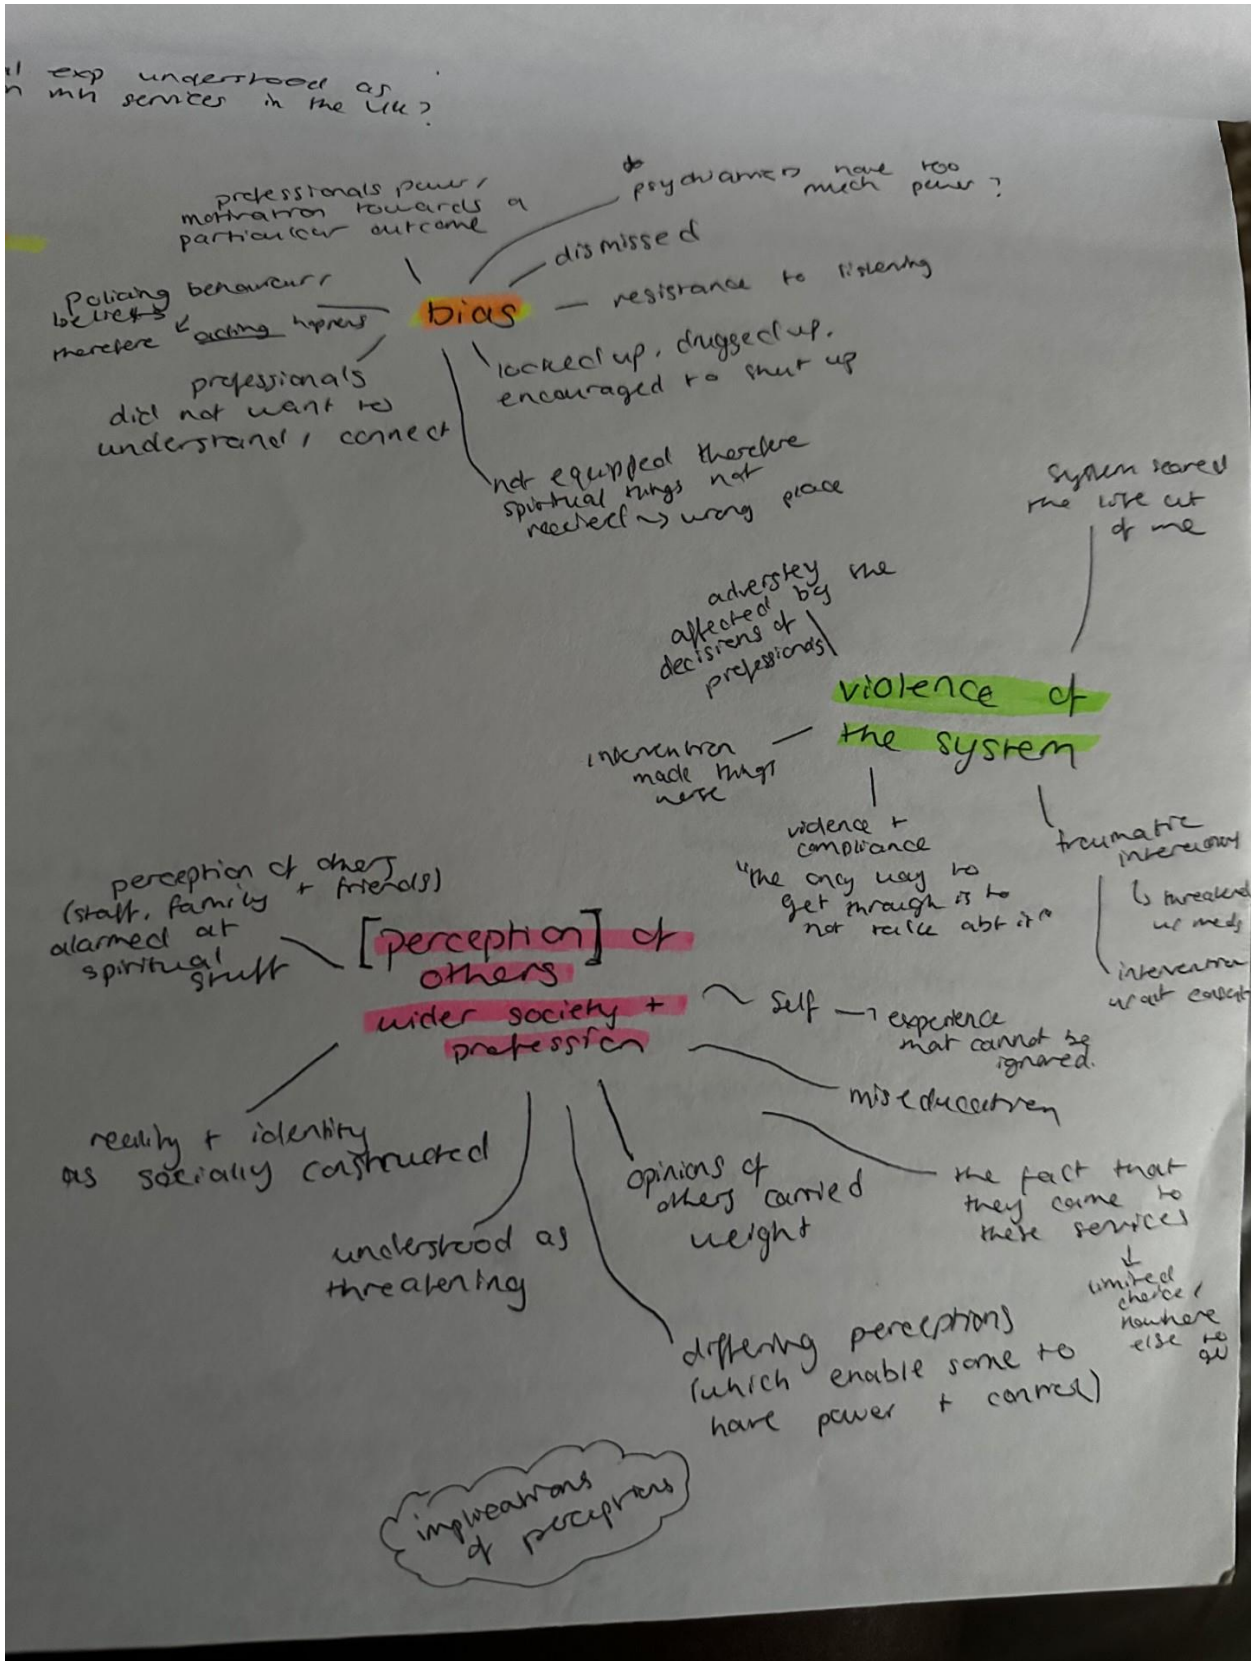 exp understood as
mh services in the UK?
professionals power,
motivation towards a
particular outcome
psychiatrists have too
much power?
dismissed
resistance to listening
bias
Policing behaviour,
beliefs
therefore acting happens
professionals
did not want to
understand, connect
locked up, drugged up,
encouraged to shut up
not equipped therefore
spiritual things not
needed → wrong place
system scared
the life out
of me
adversley
affected by the
decisions of
professionals
violence of
the system
intervention
made things
worse
violence +
compliance
"the only way to
get through is to
not talk abt it"
traumatic
↳ threatened
w meds
intervention
w out consent
perception of others
(staff, family + friends)
alarmed at
spiritual
stuff
[perception] of
others
wider society +
profession
self → experience
that cannot be
ignored.
miseducation
the fact that
they came to
these services
↓
limited
choice /
nowhere
else to
go
reality + identity
as socially constructed
understood as
threatening
opinions of
others carried
weight
differing perceptions
(which enable some to
have power + control)
implications
of perceptions